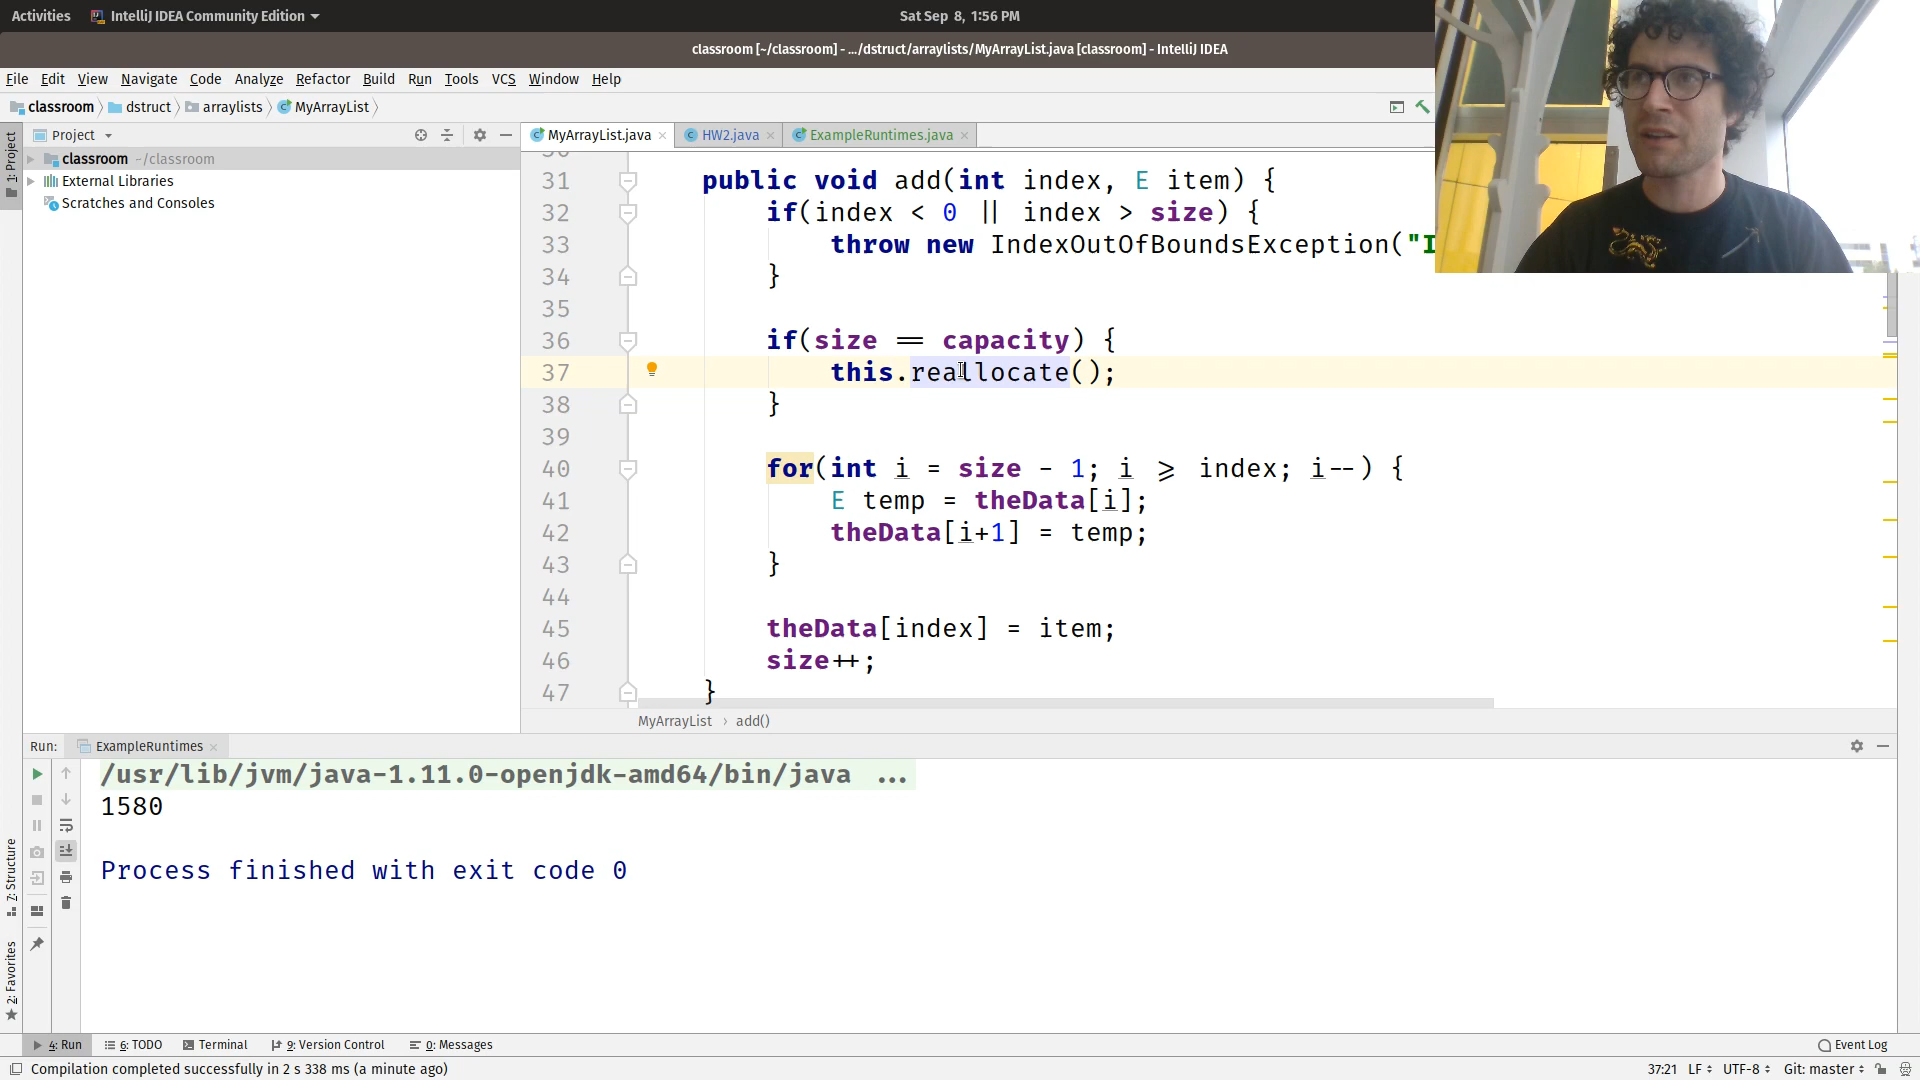 Activities IntelliJ IDEA Community Edition Sat Sep 8, 1:56 PM
classroom [~/classroom] - .../dstruct/arraylists/MyArrayList.java [classroom] - IntelliJ IDEA
File Edit View Navigate Code Analyze Refactor Build Run Tools VCS Window Help
classroom dstruct arraylists MyArrayList
1: Project
Project
MyArrayList.java HW2.java ExampleRuntimes.java
classroom ~/classroom
External Libraries
Scratches and Consoles
31 public void add(int index, E item) {
32 if(index < 0 || index > size) {
33 throw new IndexOutOfBoundsException("I
34 }
35
36 if(size == capacity) {
37 this.reallocate();
38 }
39
40 for(int i = size - 1; i >= index; i--) {
41 E temp = theData[i];
42 theData[i+1] = temp;
43 }
44
45 theData[index] = item;
46 size++;
47 }
MyArrayList › add()
Run: ExampleRuntimes
/usr/lib/jvm/java-1.11.0-openjdk-amd64/bin/java ...
1580
Process finished with exit code 0
7: Structure
2: Favorites
4: Run 6: TODO Terminal 9: Version Control 0: Messages Event Log
Compilation completed successfully in 2 s 338 ms (a minute ago) 37:21 LF UTF-8 Git: master